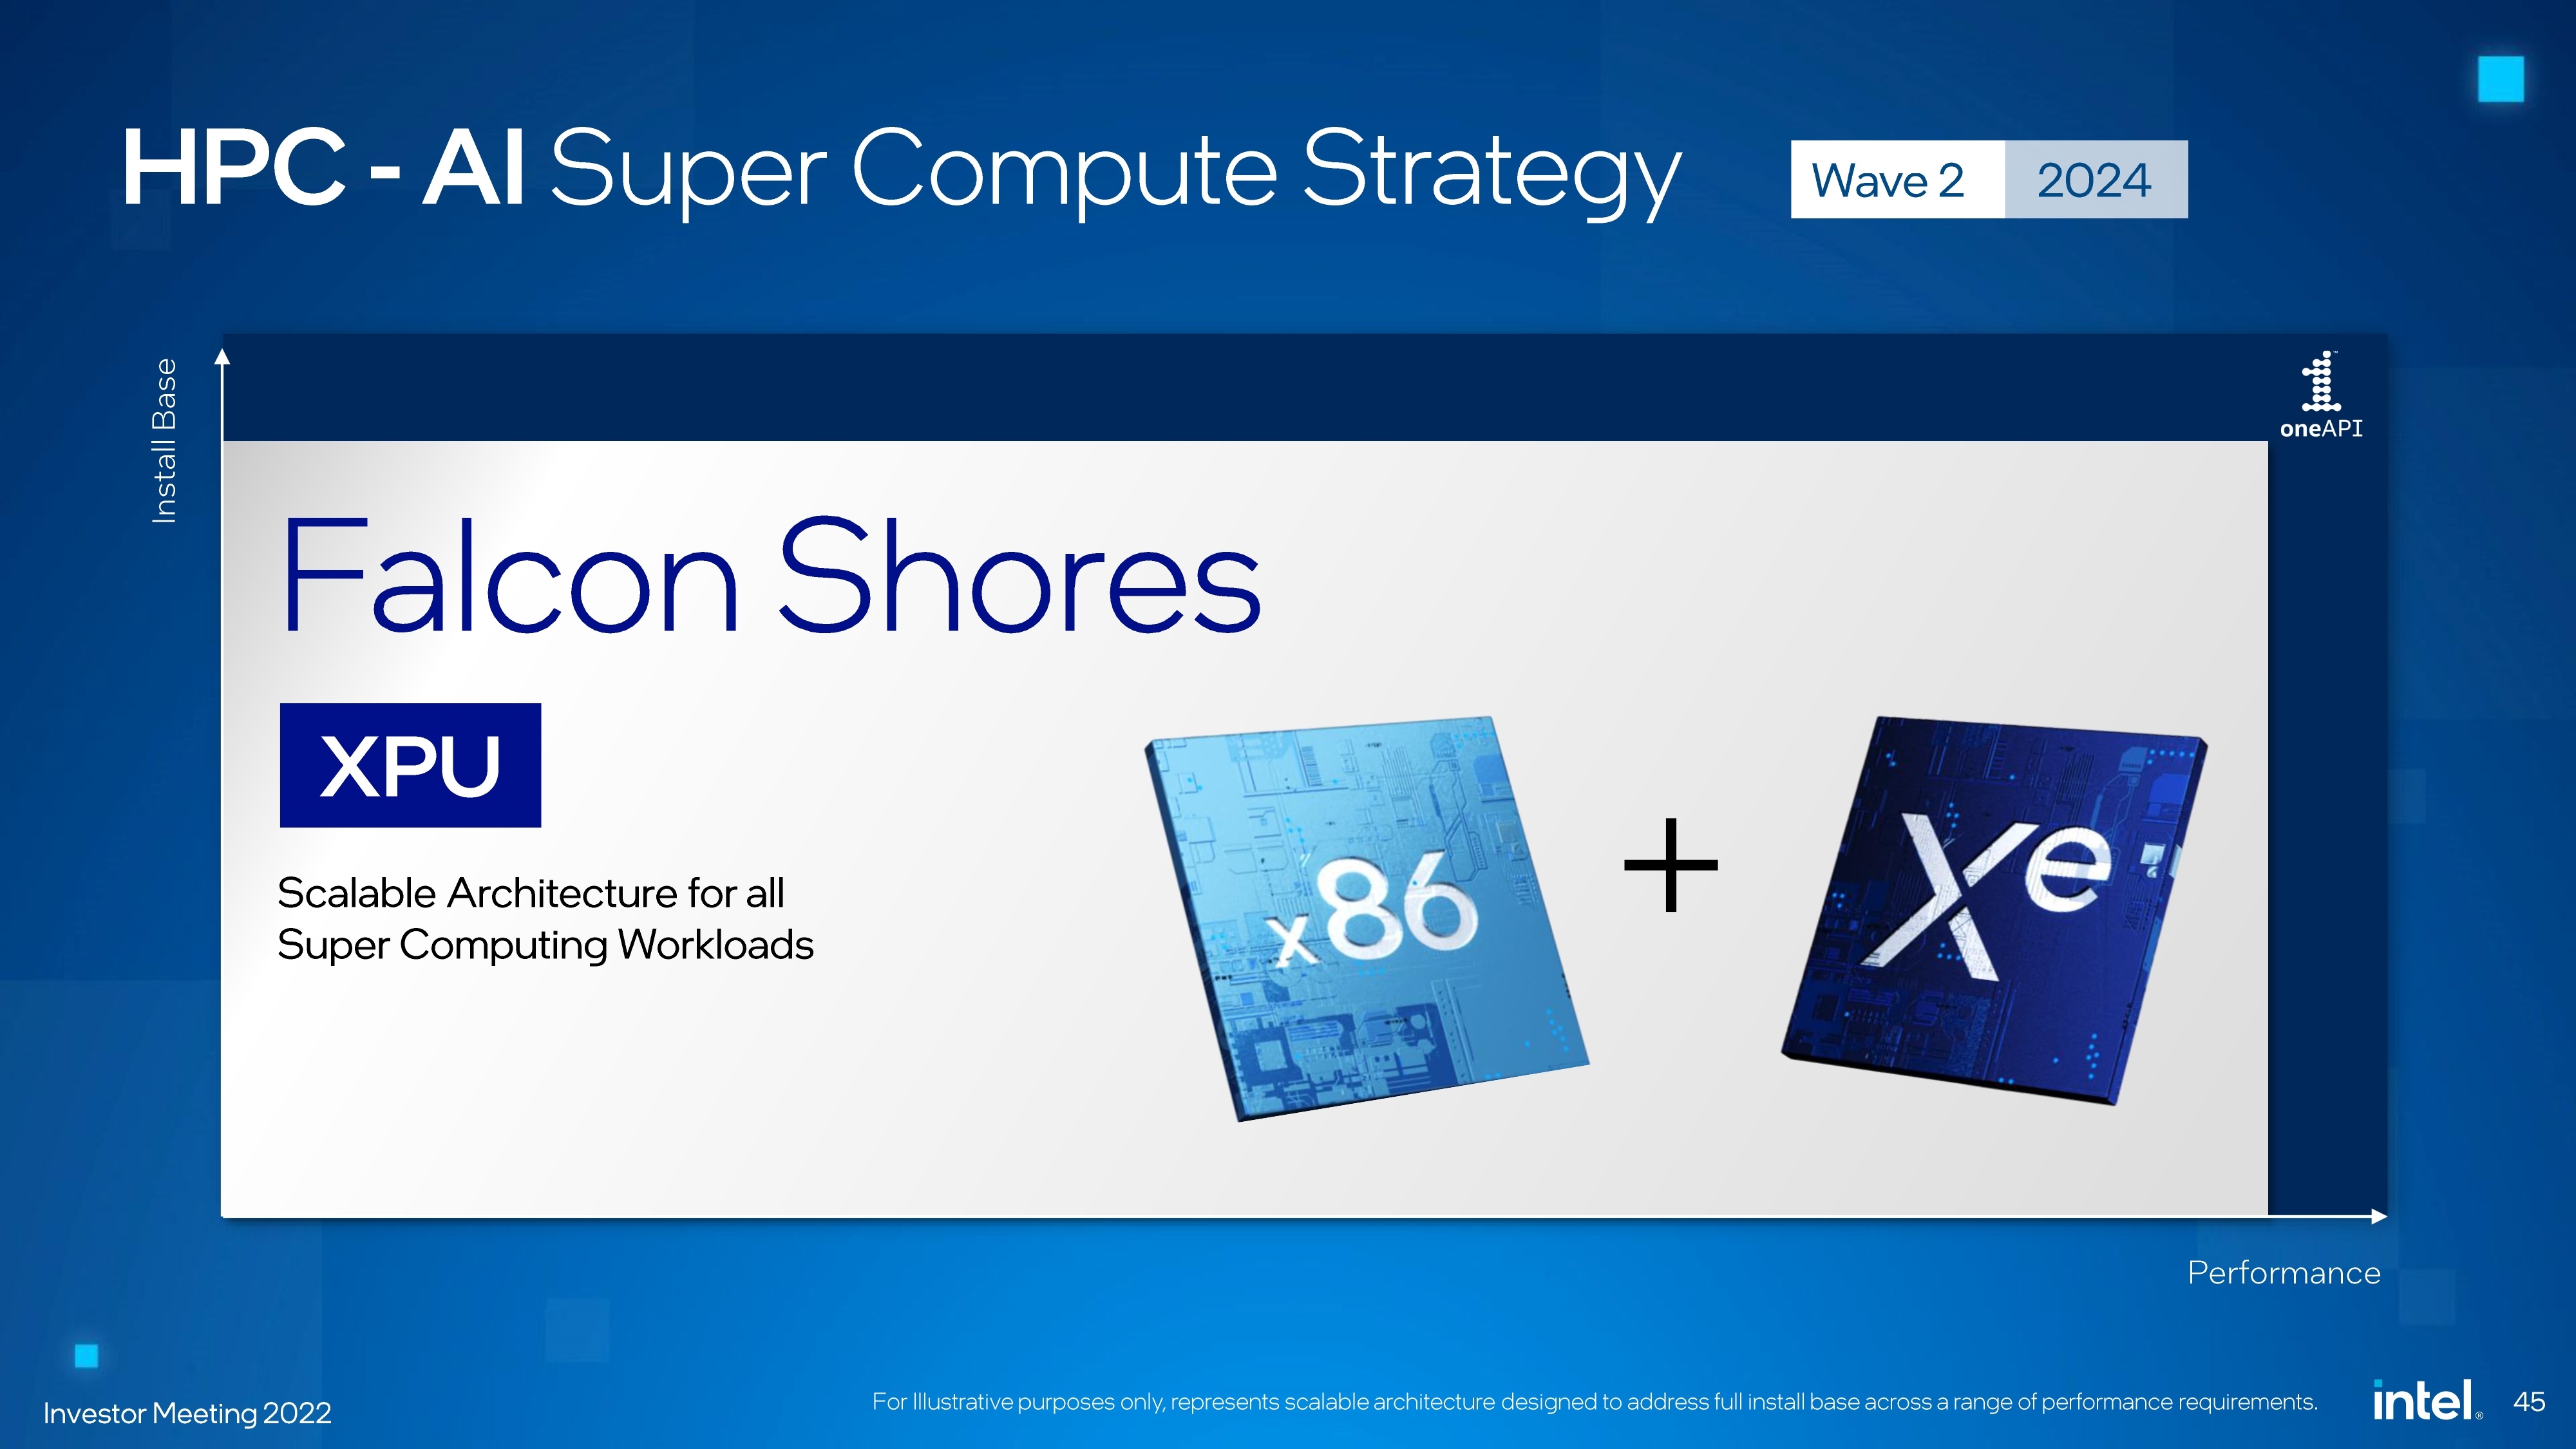 HPC - AI Super Compute Strategy
Wave 2 2024
Install Base
oneAPI
Falcon Shores
XPU
Scalable Architecture for all
Super Computing Workloads
x86
+
Xe
Performance
Investor Meeting 2022
For Illustrative purposes only, represents scalable architecture designed to address full install base across a range of performance requirements.
intel®
45